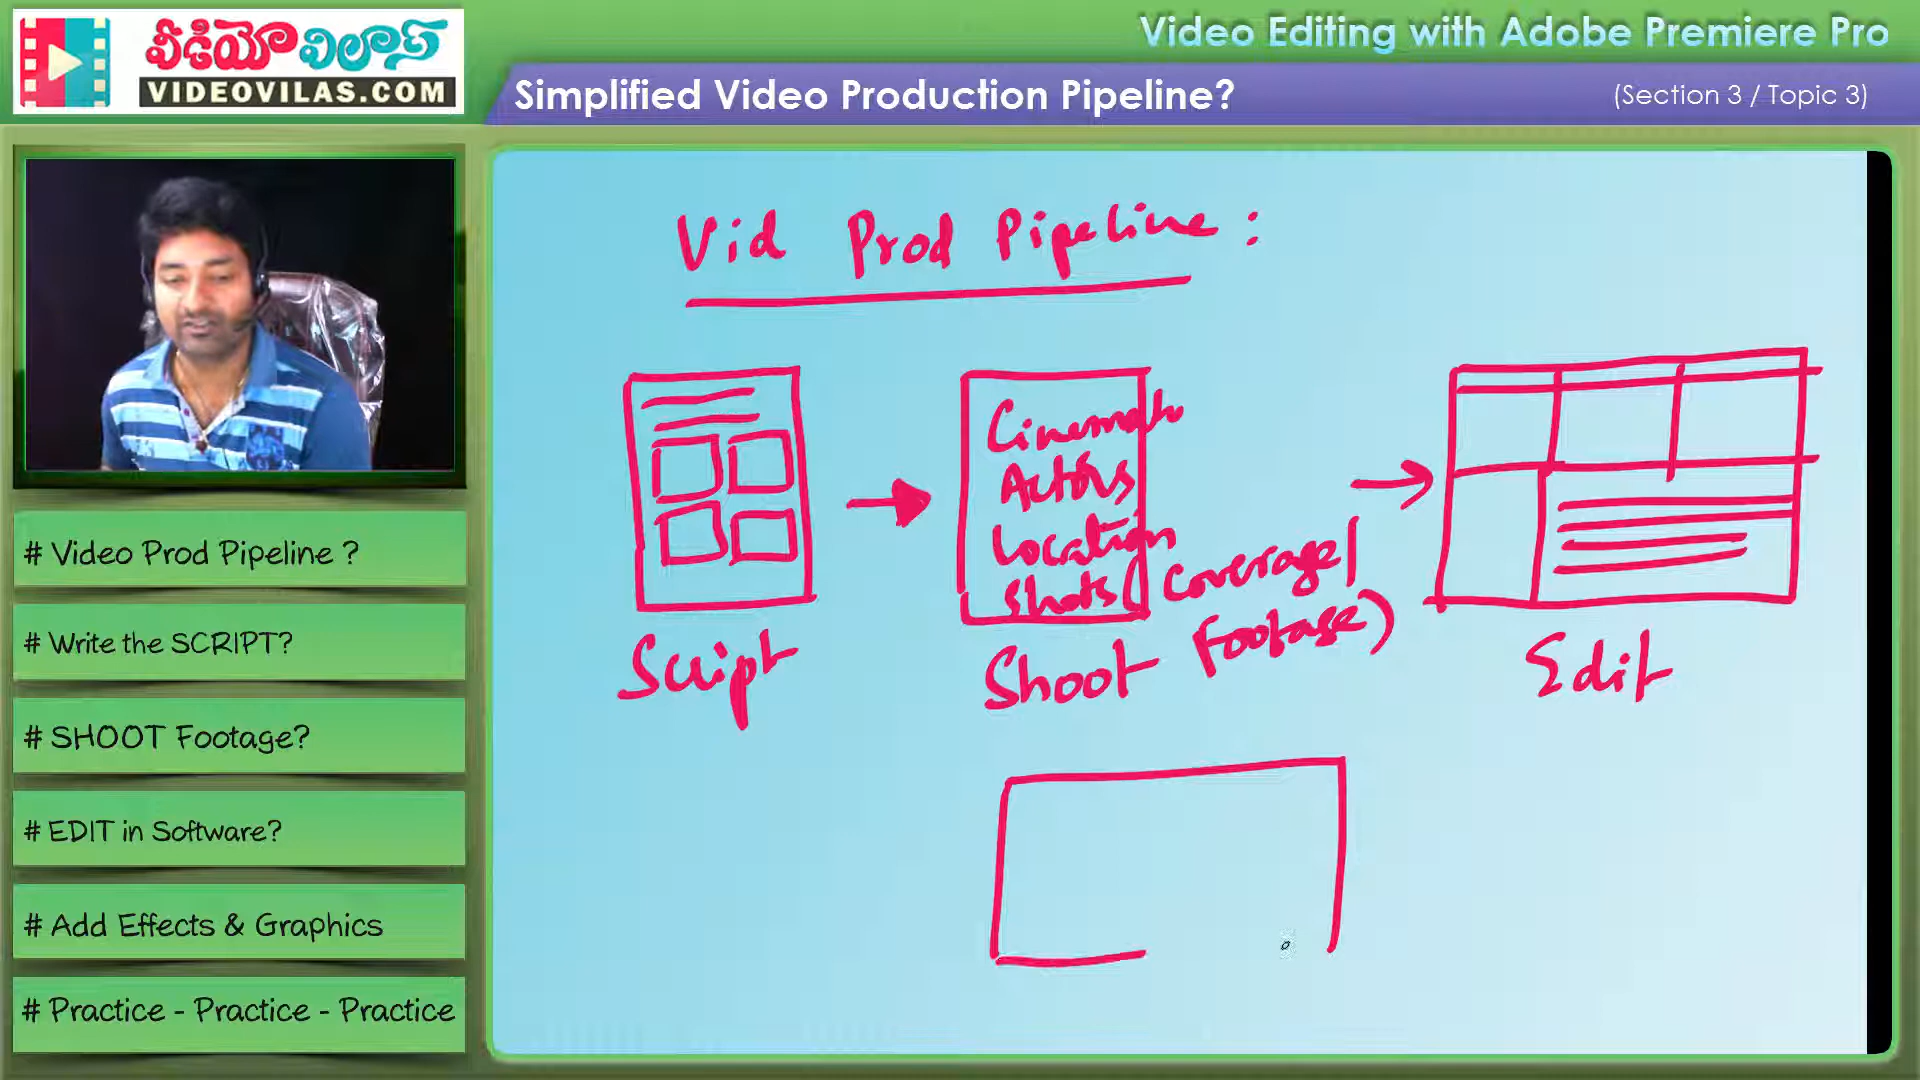 వీడియోవిలాస్
VIDEOVILAS.COM
Video Editing with Adobe Premiere Pro
Simplified Video Production Pipeline?
(Section 3 / Topic 3)
# Video Prod Pipeline ?
# Write the SCRIPT?
# SHOOT Footage?
# EDIT in Software?
# Add Effects & Graphics
# Practice - Practice - Practice
Vid Prod Pipeline :
Script
Cinemato
Actors
Location
Shots (Coverage/
Footage)
Shoot
Edit